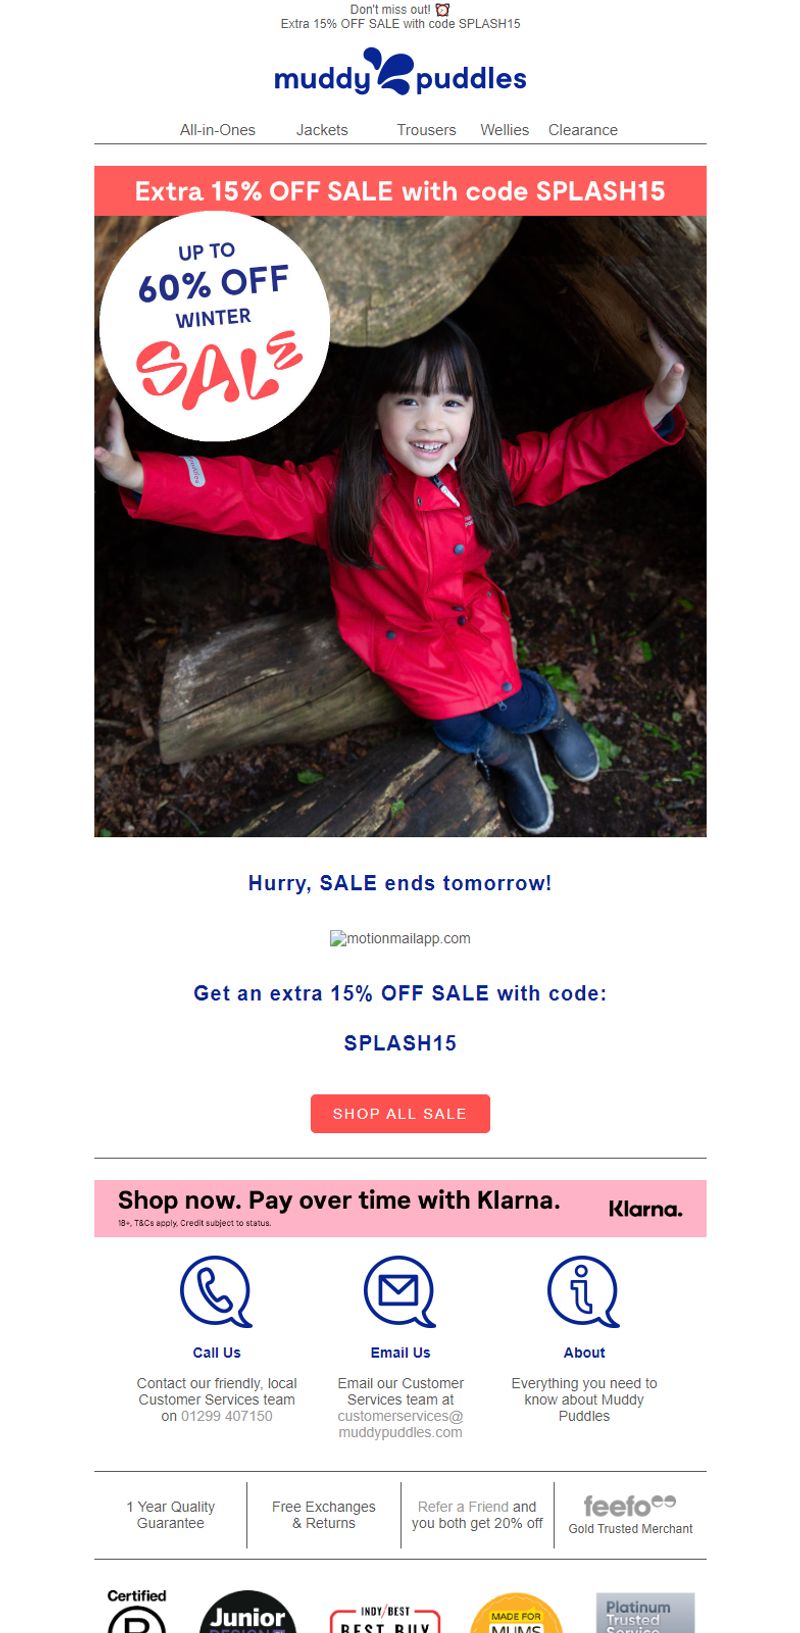 Don't miss out! ⏰
Extra 15% OFF SALE with code SPLASH15
muddy puddles
All-in-Ones Jackets Trousers Wellies Clearance
Extra 15% OFF SALE with code SPLASH15
UP TO
60% OFF
WINTER
SALE
Hurry, SALE ends tomorrow!
motionmailapp.com
Get an extra 15% OFF SALE with code:
SPLASH15
SHOP ALL SALE
Shop now. Pay over time with Klarna.
18+, T&Cs apply, Credit subject to status.
Klarna.
Call Us
Contact our friendly, local
Customer Services team
on 01299 407150
Email Us
Email our Customer
Services team at
customerservices@
muddypuddles.com
About
Everything you need to
know about Muddy
Puddles
1 Year Quality
Guarantee
Free Exchanges
& Returns
Refer a Friend and
you both get 20% off
feefo
Gold Trusted Merchant
Certified
B
Junior
DESIGN
INDY/BEST
BEST BUY
MADE FOR
MUMS
Platinum
Trusted
Service